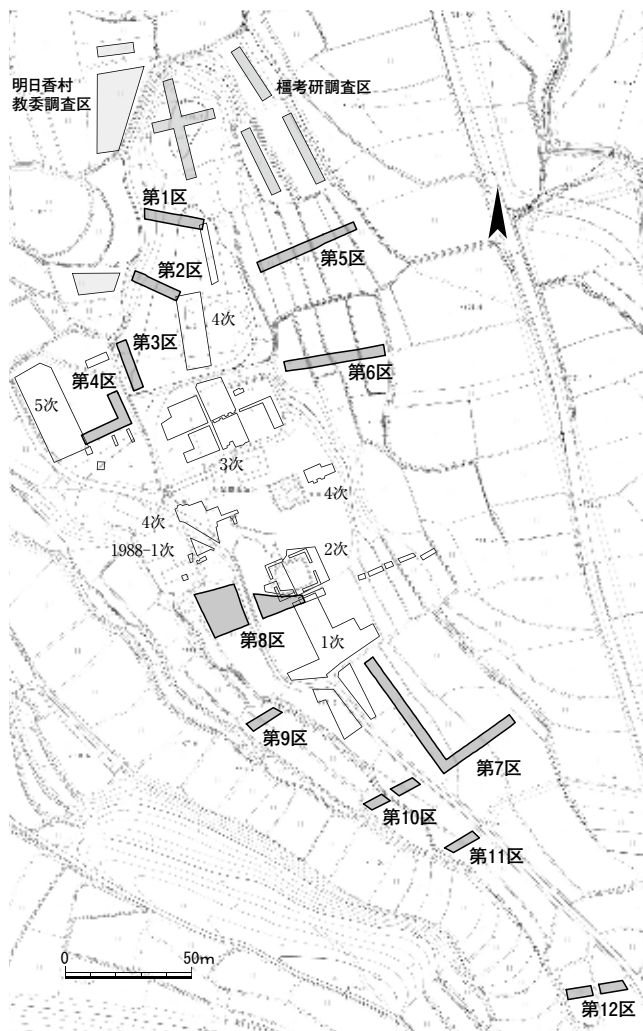 明日香村
教委調査区
橿考研調査区
第1区
第2区
第5区
4次
第3区
第6区
第4区
5次
3次
4次
4次
1988-1次
2次
第8区
1次
第9区
第7区
第10区
第11区
0
50m
第12区